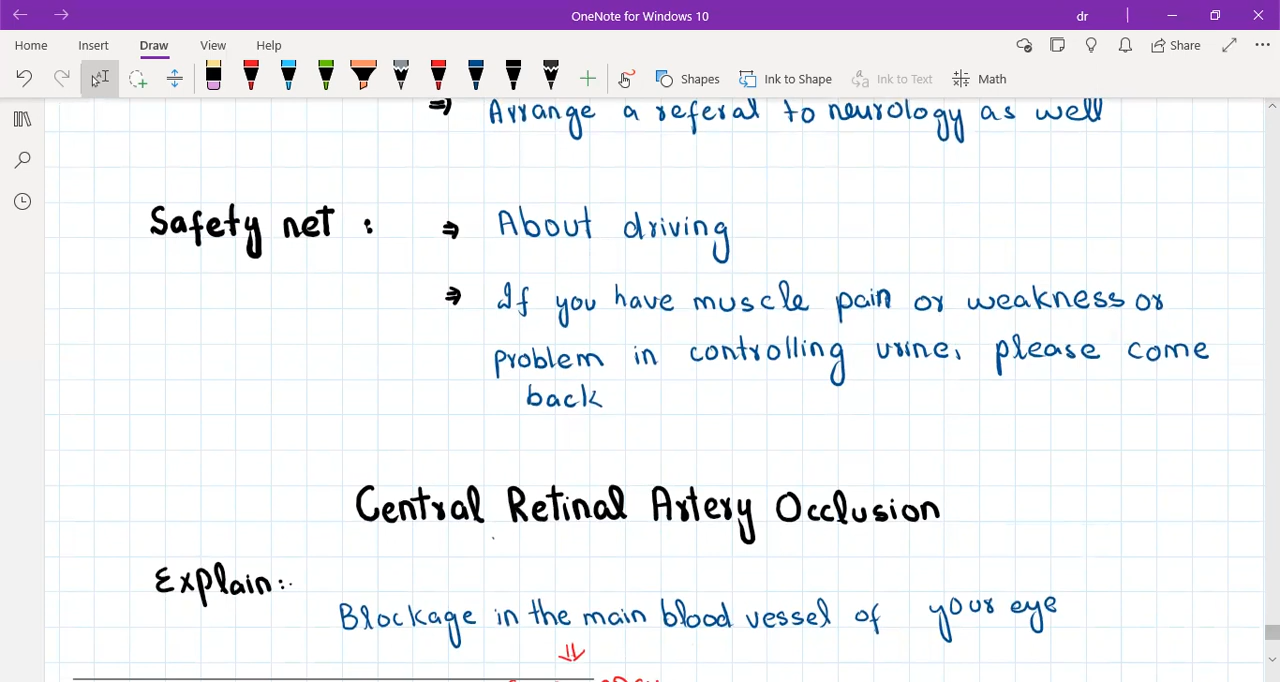 OneNote for Windows 10
dr
Home Insert Draw View Help
Share
Shapes Ink to Shape Ink to Text Math
⇒ Arrange a referal to neurology as well
Safety net : ⇒ About driving
⇒ If you have muscle pain or weakness or
problem in controlling urine, please come
back
Central Retinal Artery Occlusion
Explain:
Blockage in the main blood vessel of your eye